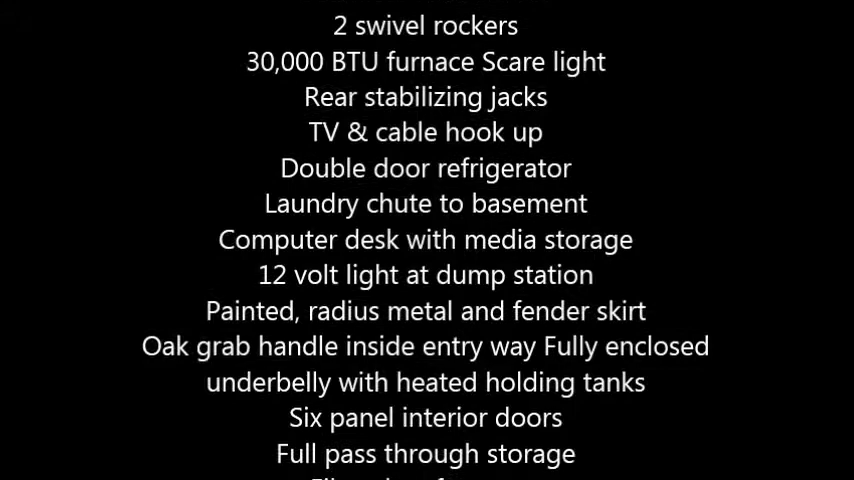 2 swivel rockers
30,000 BTU furnace Scare light
Rear stabilizing jacks
TV & cable hook up
Double door refrigerator
Laundry chute to basement
Computer desk with media storage
12 volt light at dump station
Painted, radius metal and fender skirt
Oak grab handle inside entry way Fully enclosed
underbelly with heated holding tanks
Six panel interior doors
Full pass through storage